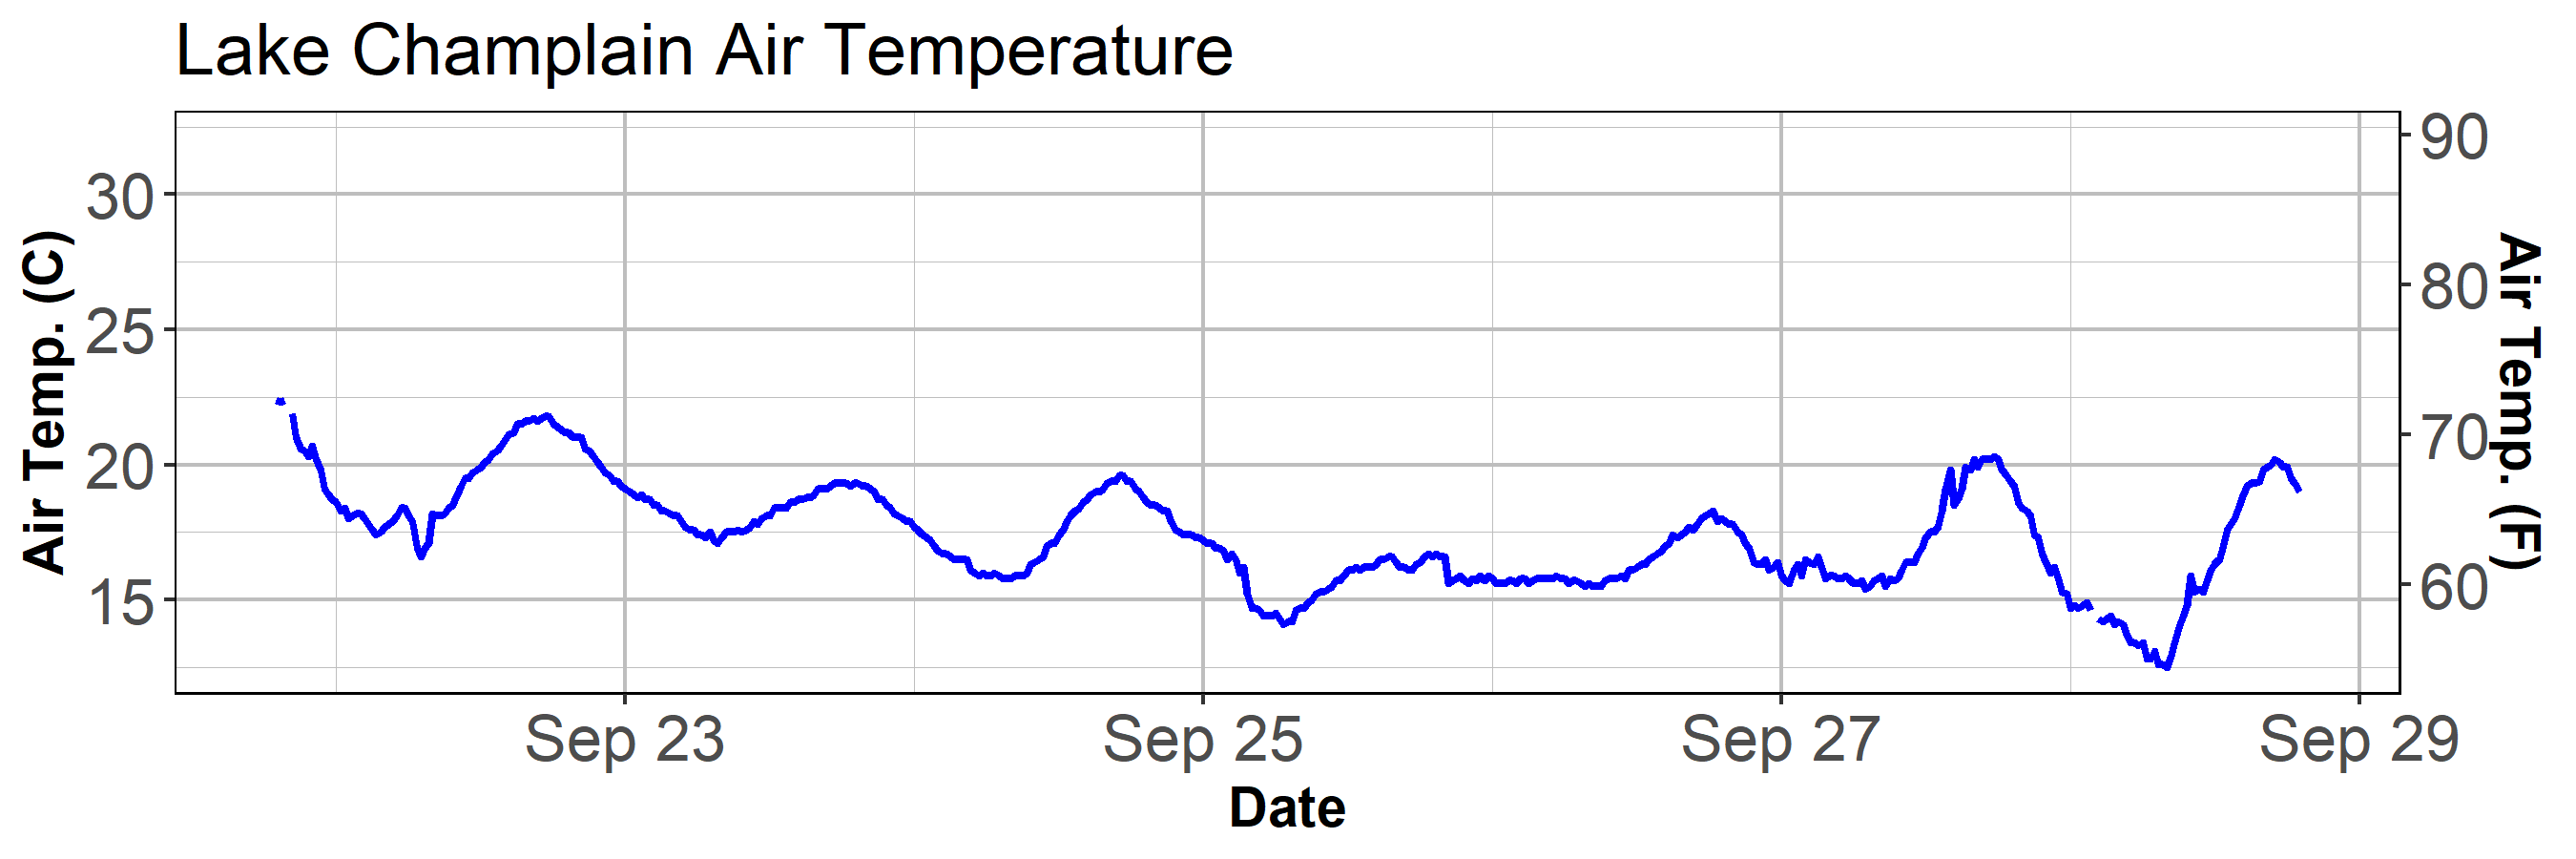 Lake Champlain Air Temperature
Air Temp. (C)
30
25
20
15
90
80
70
60
Air Temp. (F)
Sep 23
Sep 25
Sep 27
Sep 29
Date